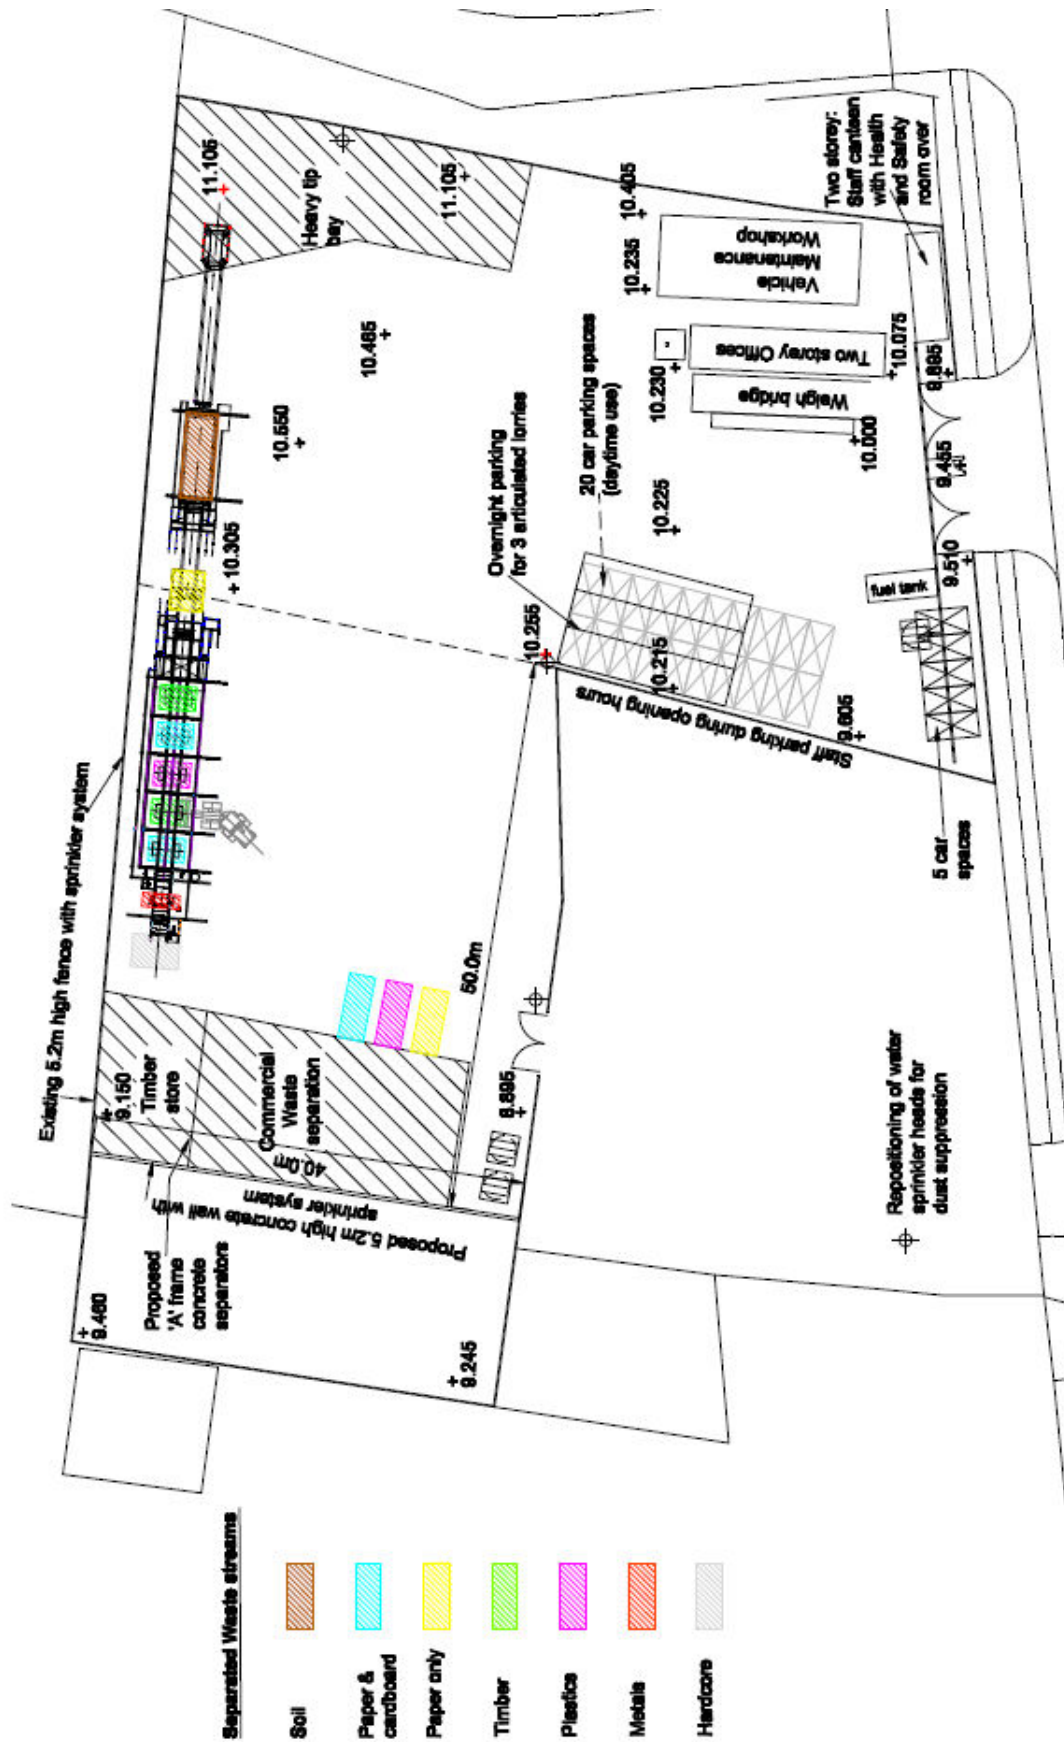 Existing 5.2m high fence with sprinkler system
11.105
Heavy tip
bay
11.105
10.485
10.550
10.305
10.405
10.235
Vehicle
Maintenance
Workshop
Two storey:
Staff canteen
with Health
and Safety
room over
10.230
Two storey Offices
10.075
Weigh bridge
10.000
9.895
9.455
9.510
20 car parking spaces
(daytime use)
Overnight parking
for 3 articulated lorries
10.225
10.255
10.215
Staff parking during opening hours
9.605
fuel tank
5 car
spaces
50.0m
9.150
Timber
store
Commercial
Waste
separation
40.0m
8.895
Proposed 5.2m high concrete wall with
sprinkler system
Proposed
'A' frame
concrete
separators
9.460
9.245
Repositioning of water
sprinkler heads for
dust suppression
Separated Waste streams
Soil
Paper &
cardboard
Paper only
Timber
Plastics
Metals
Hardcore